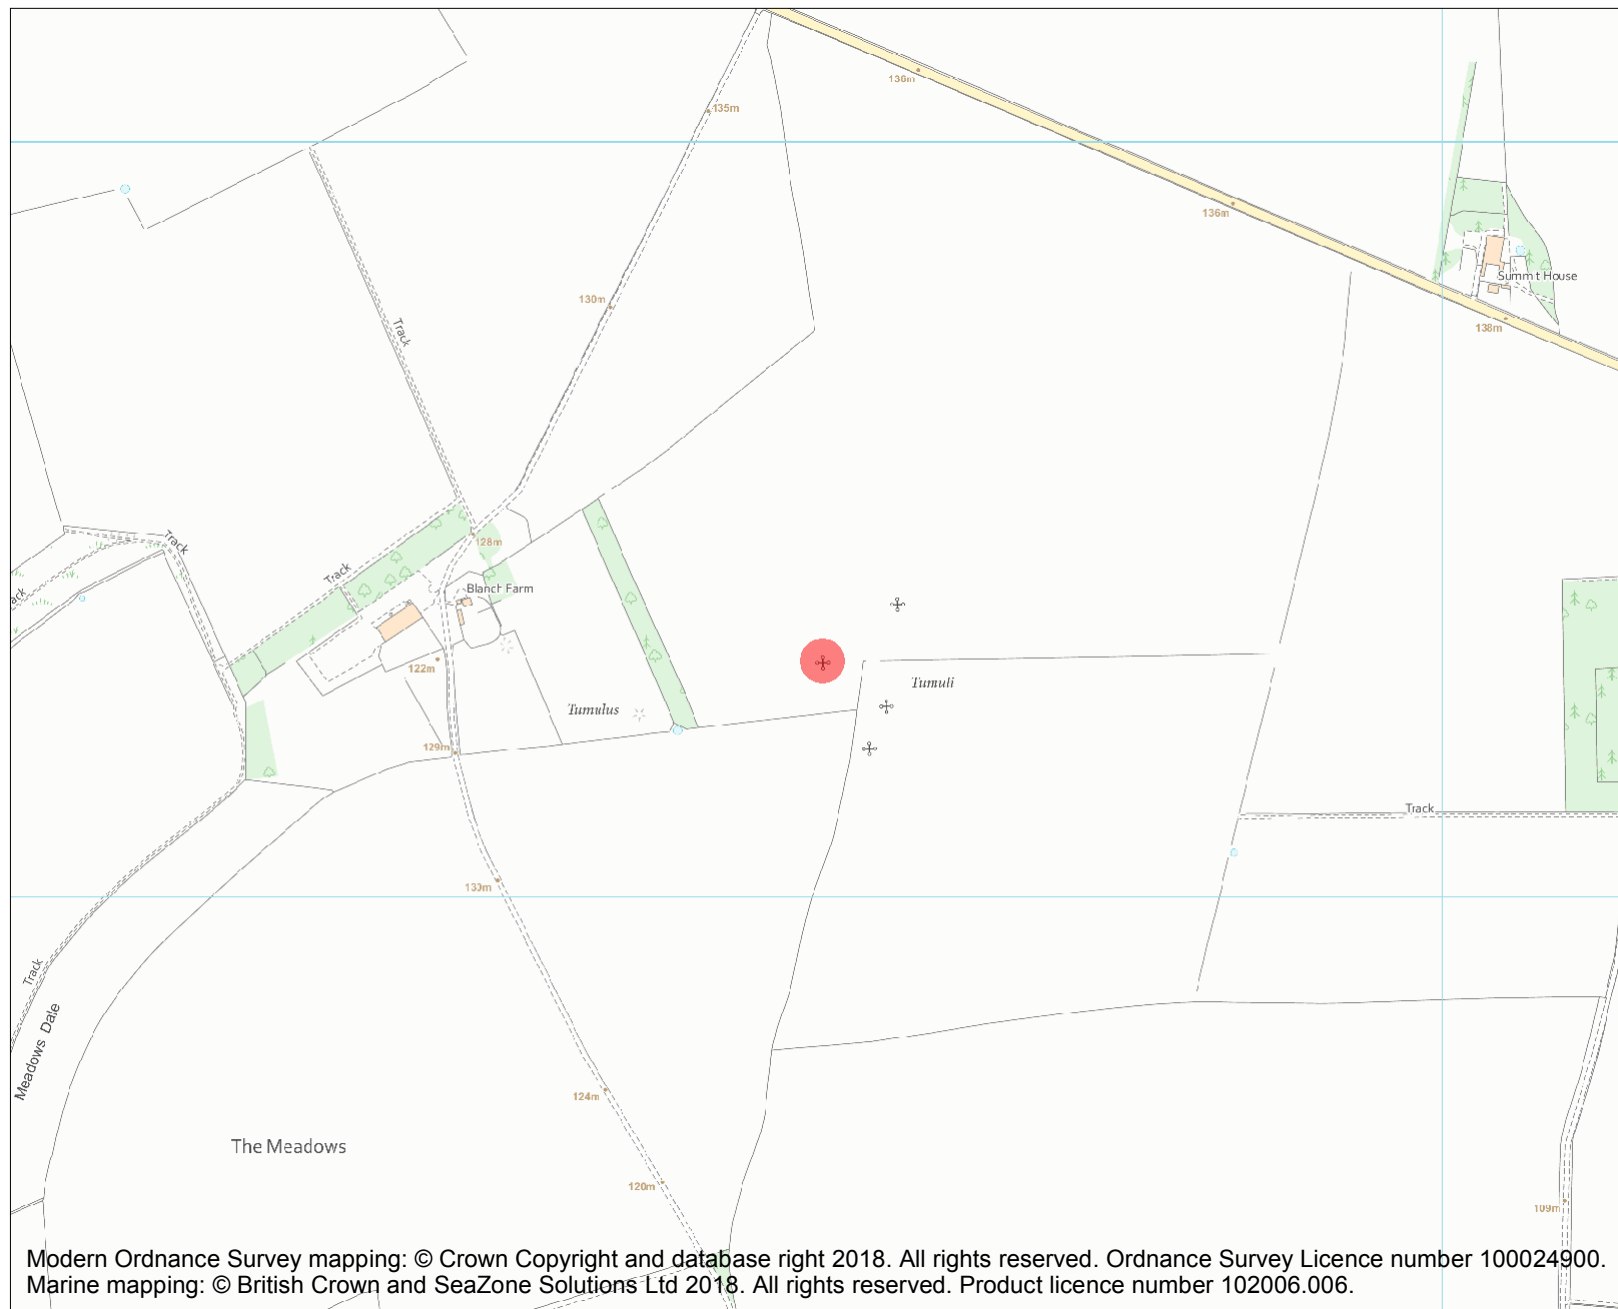 136m
135m
136m
Summit House
138m
130m
Track
Track
128m
Track
Blanch Farm
ack
122m
Tumuli
Tumulus
129m
Track
133m
Track
Meadows Dale
124m
The Meadows
120m
109m
Modern Ordnance Survey mapping: © Crown Copyright and database right 2018. All rights reserved. Ordnance Survey Licence number 100024900.
Marine mapping: © British Crown and SeaZone Solutions Ltd 2018. All rights reserved. Product licence number 102006.006.